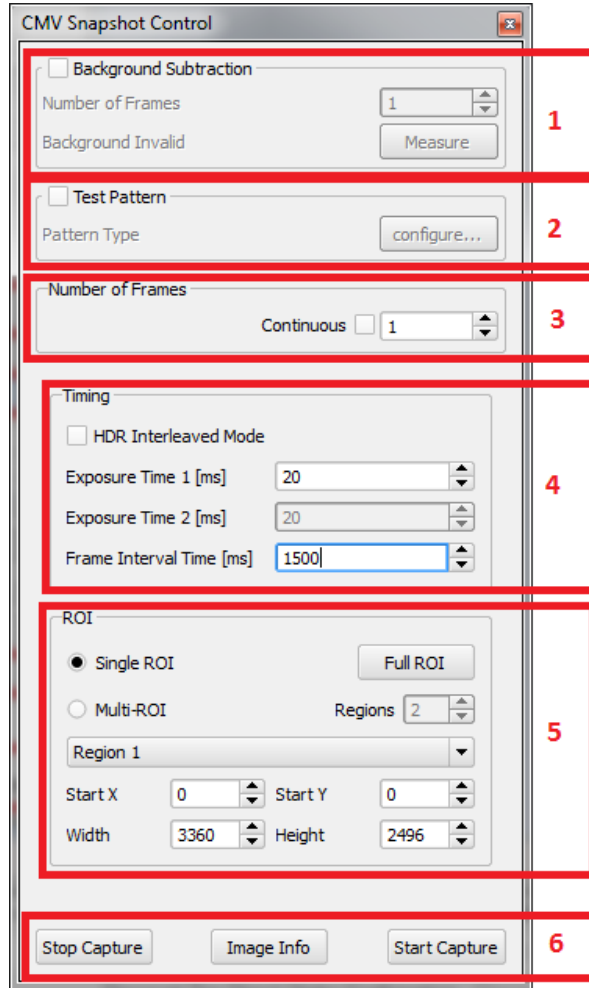 CMV Snapshot Control
Background Subtraction
Number of Frames 1
Background Invalid Measure
1
Test Pattern
Pattern Type configure...
2
Number of Frames
Continuous 1
3
Timing
HDR Interleaved Mode
Exposure Time 1 [ms] 20
Exposure Time 2 [ms] 20
Frame Interval Time [ms] 1500
4
ROI
Single ROI Full ROI
Multi-ROI Regions 2
Region 1
Start X 0 Start Y 0
Width 3360 Height 2496
5
Stop Capture Image Info Start Capture
6